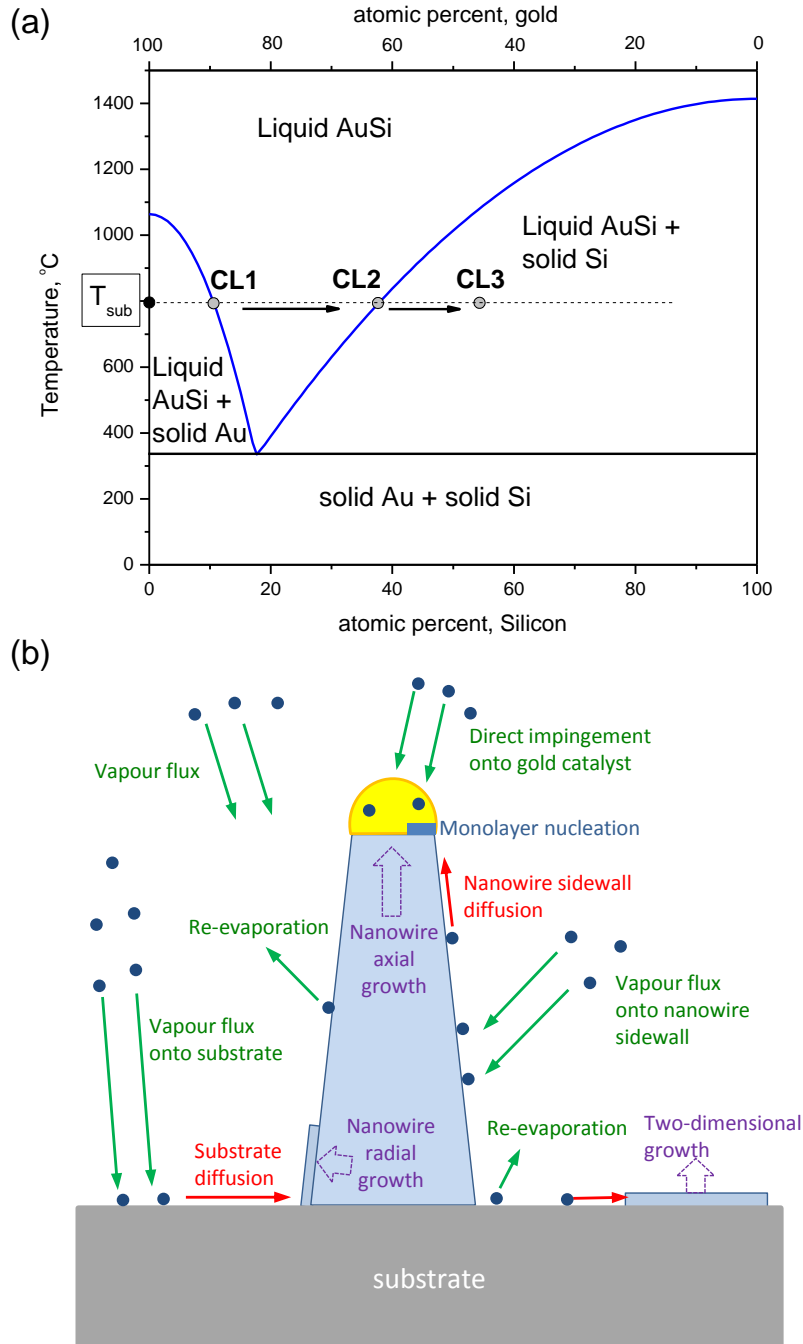 (a)
atomic percent, gold
100 80 60 40 20 0
1400
1200
1000
600
400
200
0
Temperature, °C
T sub
Liquid AuSi
Liquid AuSi +
solid Si
CL1 CL2 CL3
Liquid
AuSi +
solid Au
solid Au + solid Si
0 20 40 60 80 100
atomic percent, Silicon
(b)
Vapour flux
Direct impingement
onto gold catalyst
Monolayer nucleation
Nanowire sidewall
diffusion
Re-evaporation
Nanowire
axial
growth
Vapour flux
onto nanowire
sidewall
Vapour flux
onto substrate
Substrate
diffusion
Nanowire
radial
growth
Re-evaporation
Two-dimensional
growth
substrate